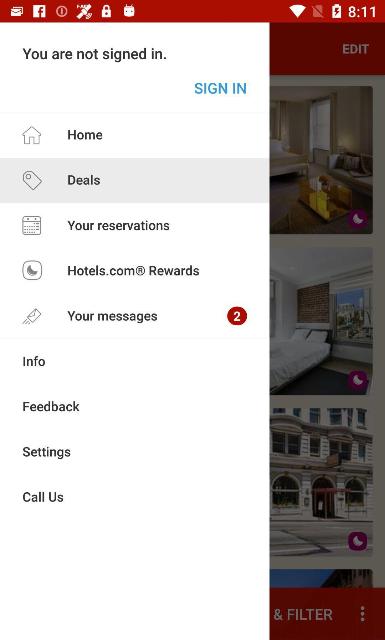 8:11
You are not signed in.
EDIT
SIGN IN
Home
Deals
Your reservations
Hotels.com® Rewards
Your messages
2
Info
Feedback
Settings
Call Us
& FILTER